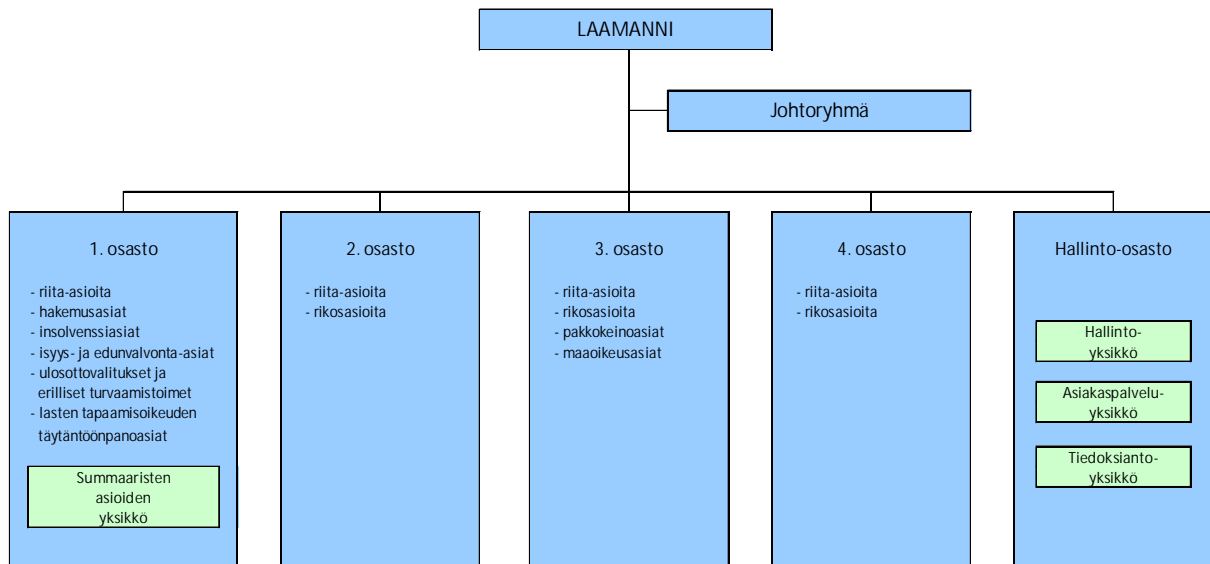 LAAMANNI
Johtoryhmä
1. osasto
- riita-asioita
- hakemusasiat
- insolvenssiasiat
- isyys- ja edunvalvonta-asiat
- ulosottovalitukset ja
erilliset turvaamistoimet
- lasten tapaamisoikeuden
täytäntöönpanoasiat
Summaaristen
asioiden
yksikkö
2. osasto
- riita-asioita
- rikosasioita
3. osasto
- riita-asioita
- rikosasioita
- pakkokeinoasiat
- maaoikeusasiat
4. osasto
- riita-asioita
- rikosasioita
Hallinto-osasto
Hallinto-
yksikkö
Asiakaspalvelu-
yksikkö
Tiedoksianto-
yksikkö